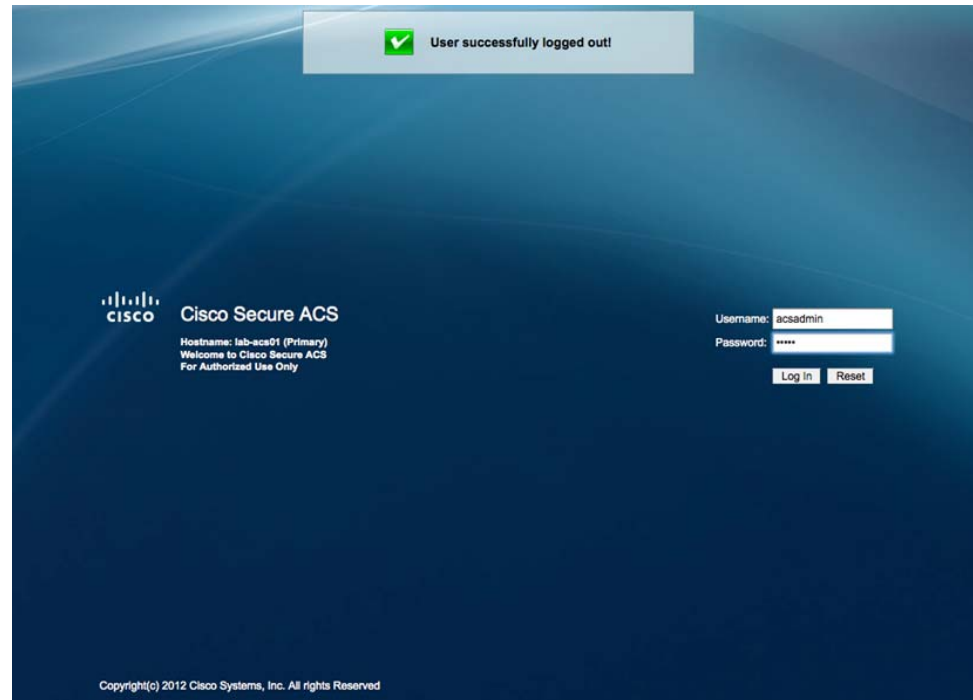 User successfully logged out!
CISCO
Cisco Secure ACS
Hostname: lab-acs01 (Primary)
Welcome to Cisco Secure ACS
For Authorized Use Only
Username: acsadmin
Password: •••••
Log In Reset
Copyright(c) 2012 Cisco Systems, Inc. All rights Reserved